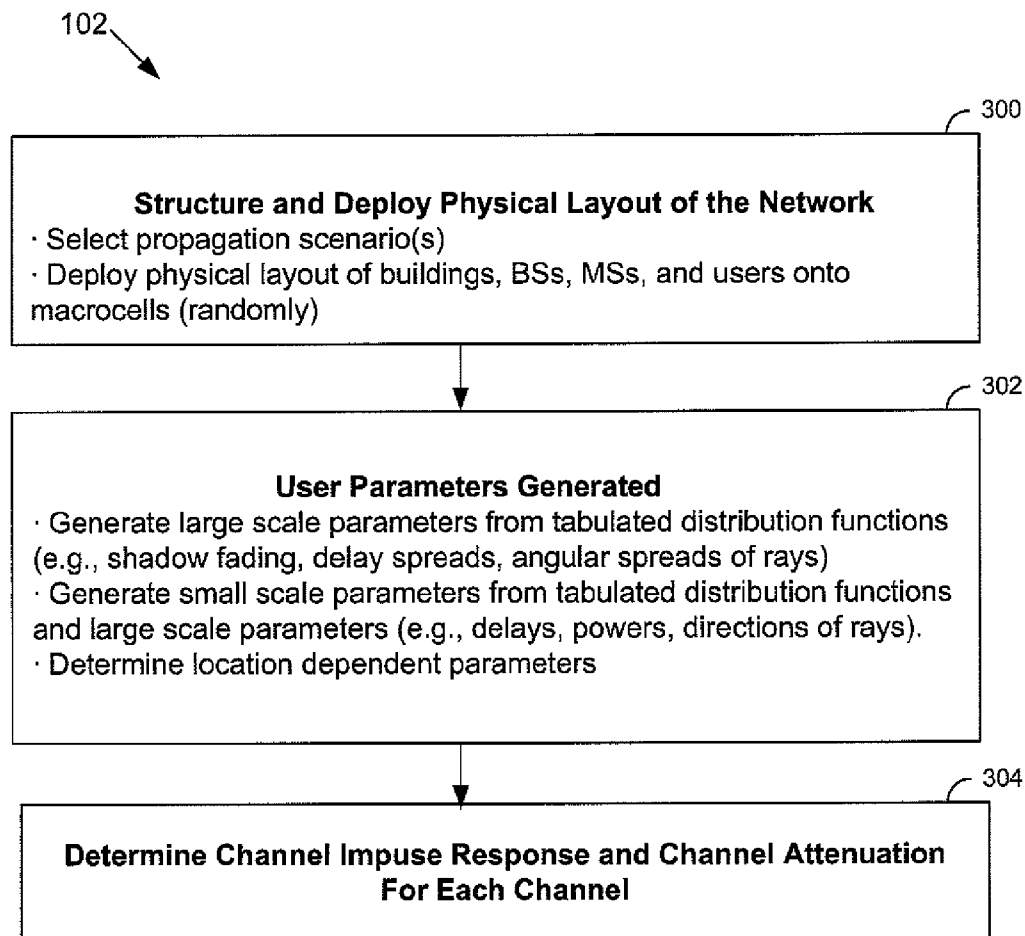 102
300
Structure and Deploy Physical Layout of the Network
· Select propagation scenario(s)
· Deploy physical layout of buildings, BSs, MSs, and users onto
macrocells (randomly)
302
User Parameters Generated
· Generate large scale parameters from tabulated distribution functions
(e.g., shadow fading, delay spreads, angular spreads of rays)
· Generate small scale parameters from tabulated distribution functions
and large scale parameters (e.g., delays, powers, directions of rays).
· Determine location dependent parameters
304
Determine Channel Impuse Response and Channel Attenuation
For Each Channel